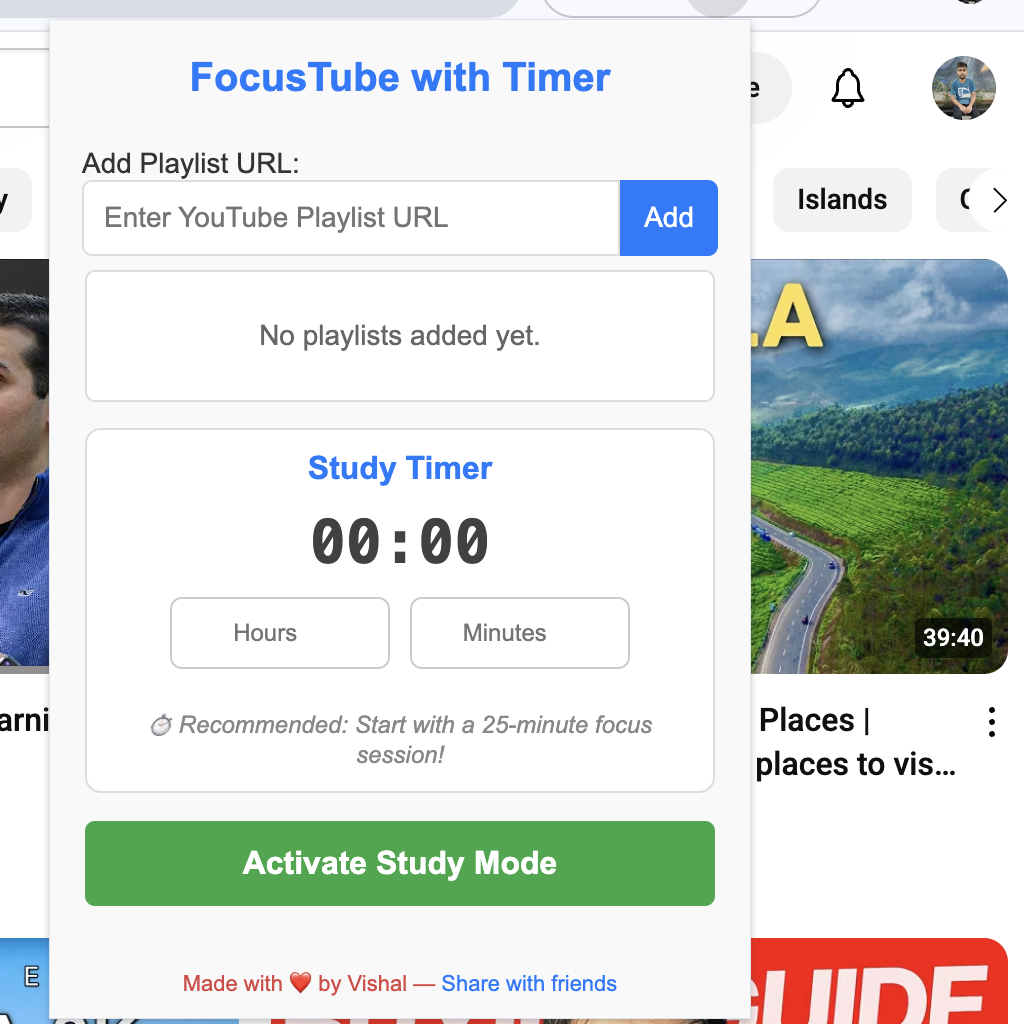 FocusTube with Timer
Add Playlist URL:
Enter YouTube Playlist URL
Add
No playlists added yet.
Study Timer
00:00
Hours
Minutes
Recommended: Start with a 25-minute focus
session!
Activate Study Mode
Made with ❤️ by Vishal — Share with friends
Islands
LA
39:40
Places |
places to vis...
E
GUIDE